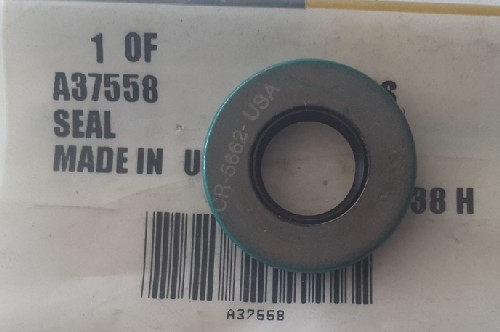 1 OF
A37558
SEAL
MADE IN U
S
38 H
CR-5662-USA
A37558